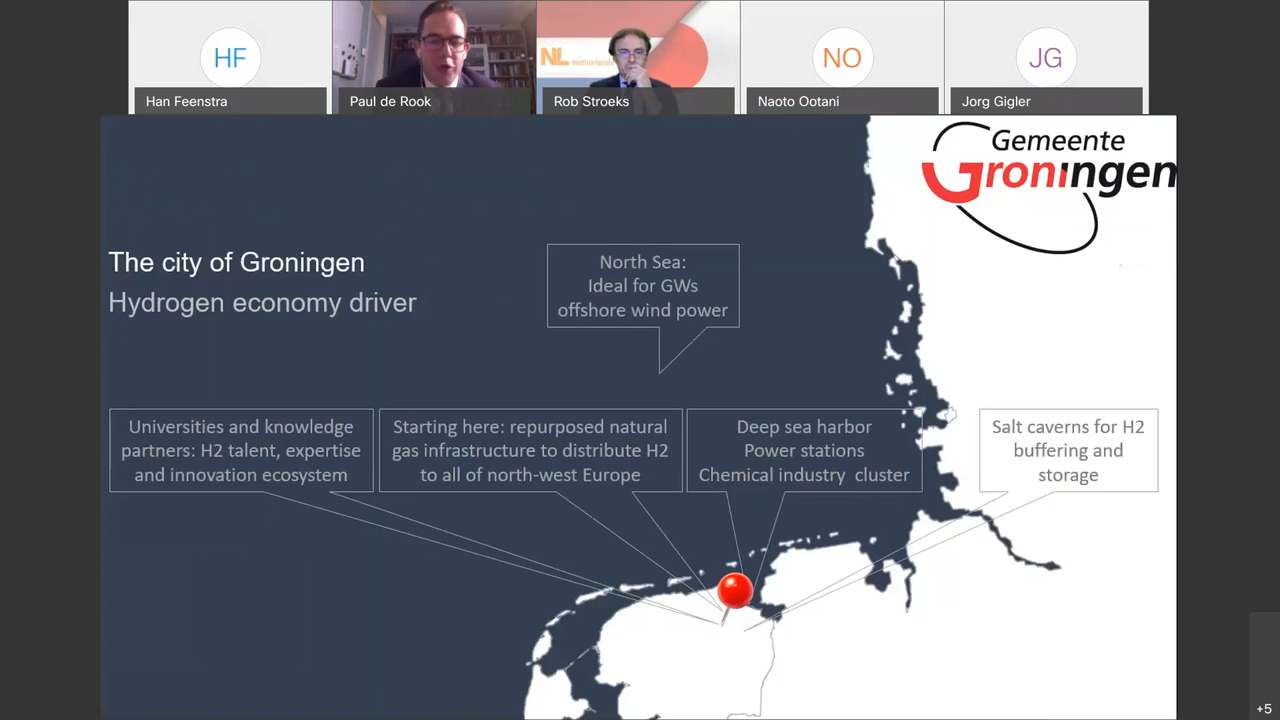 HF
NL Netherlands
NO
JG
Han Feenstra
Paul de Rook
Rob Stroeks
Naoto Ootani
Jorg Gigler
Gemeente
Groningen
The city of Groningen
Hydrogen economy driver
North Sea:
Ideal for GWs
offshore wind power
Universities and knowledge
partners: H2 talent, expertise
and innovation ecosystem
Starting here: repurposed natural
gas infrastructure to distribute H2
to all of north-west Europe
Deep sea harbor
Power stations
Chemical industry cluster
Salt caverns for H2
buffering and
storage
+5